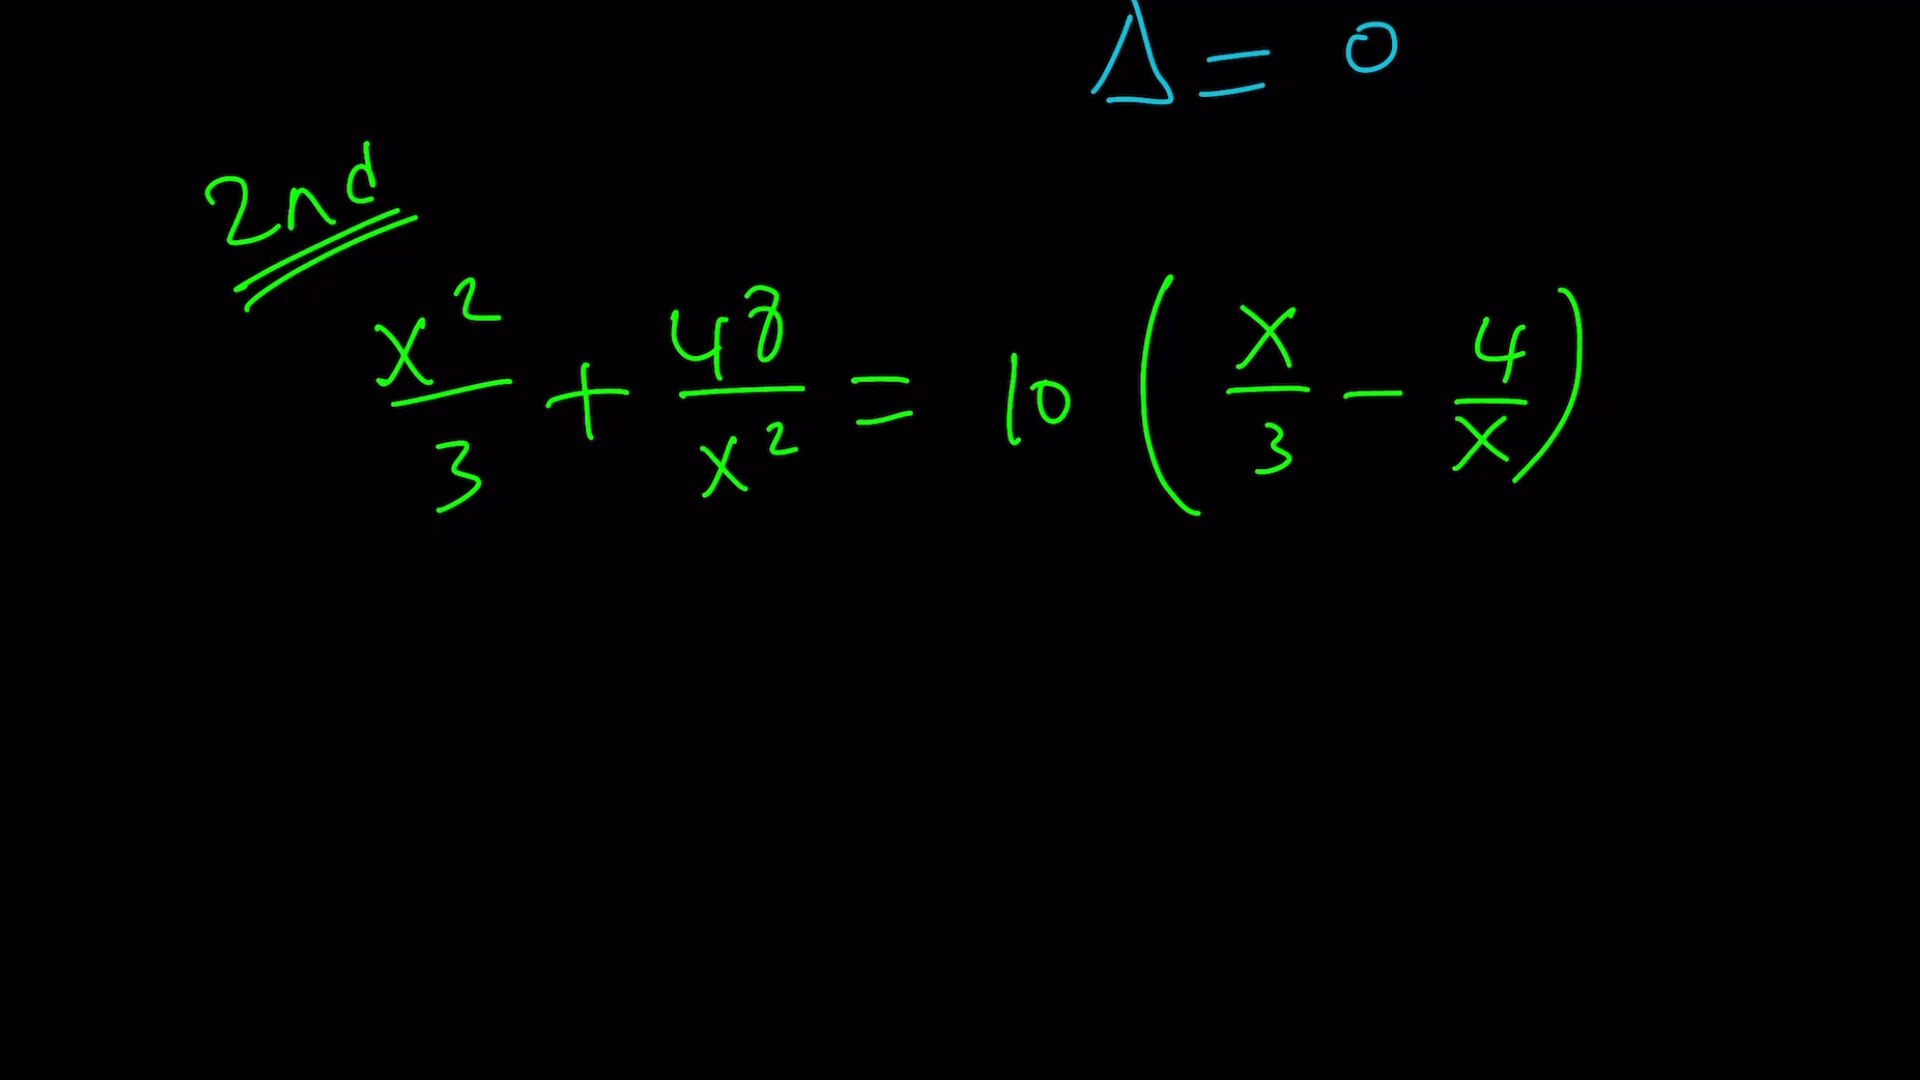 Δ = 0
2nd
x²/3 + 48/x² = 10 (x/3 − 4/x)